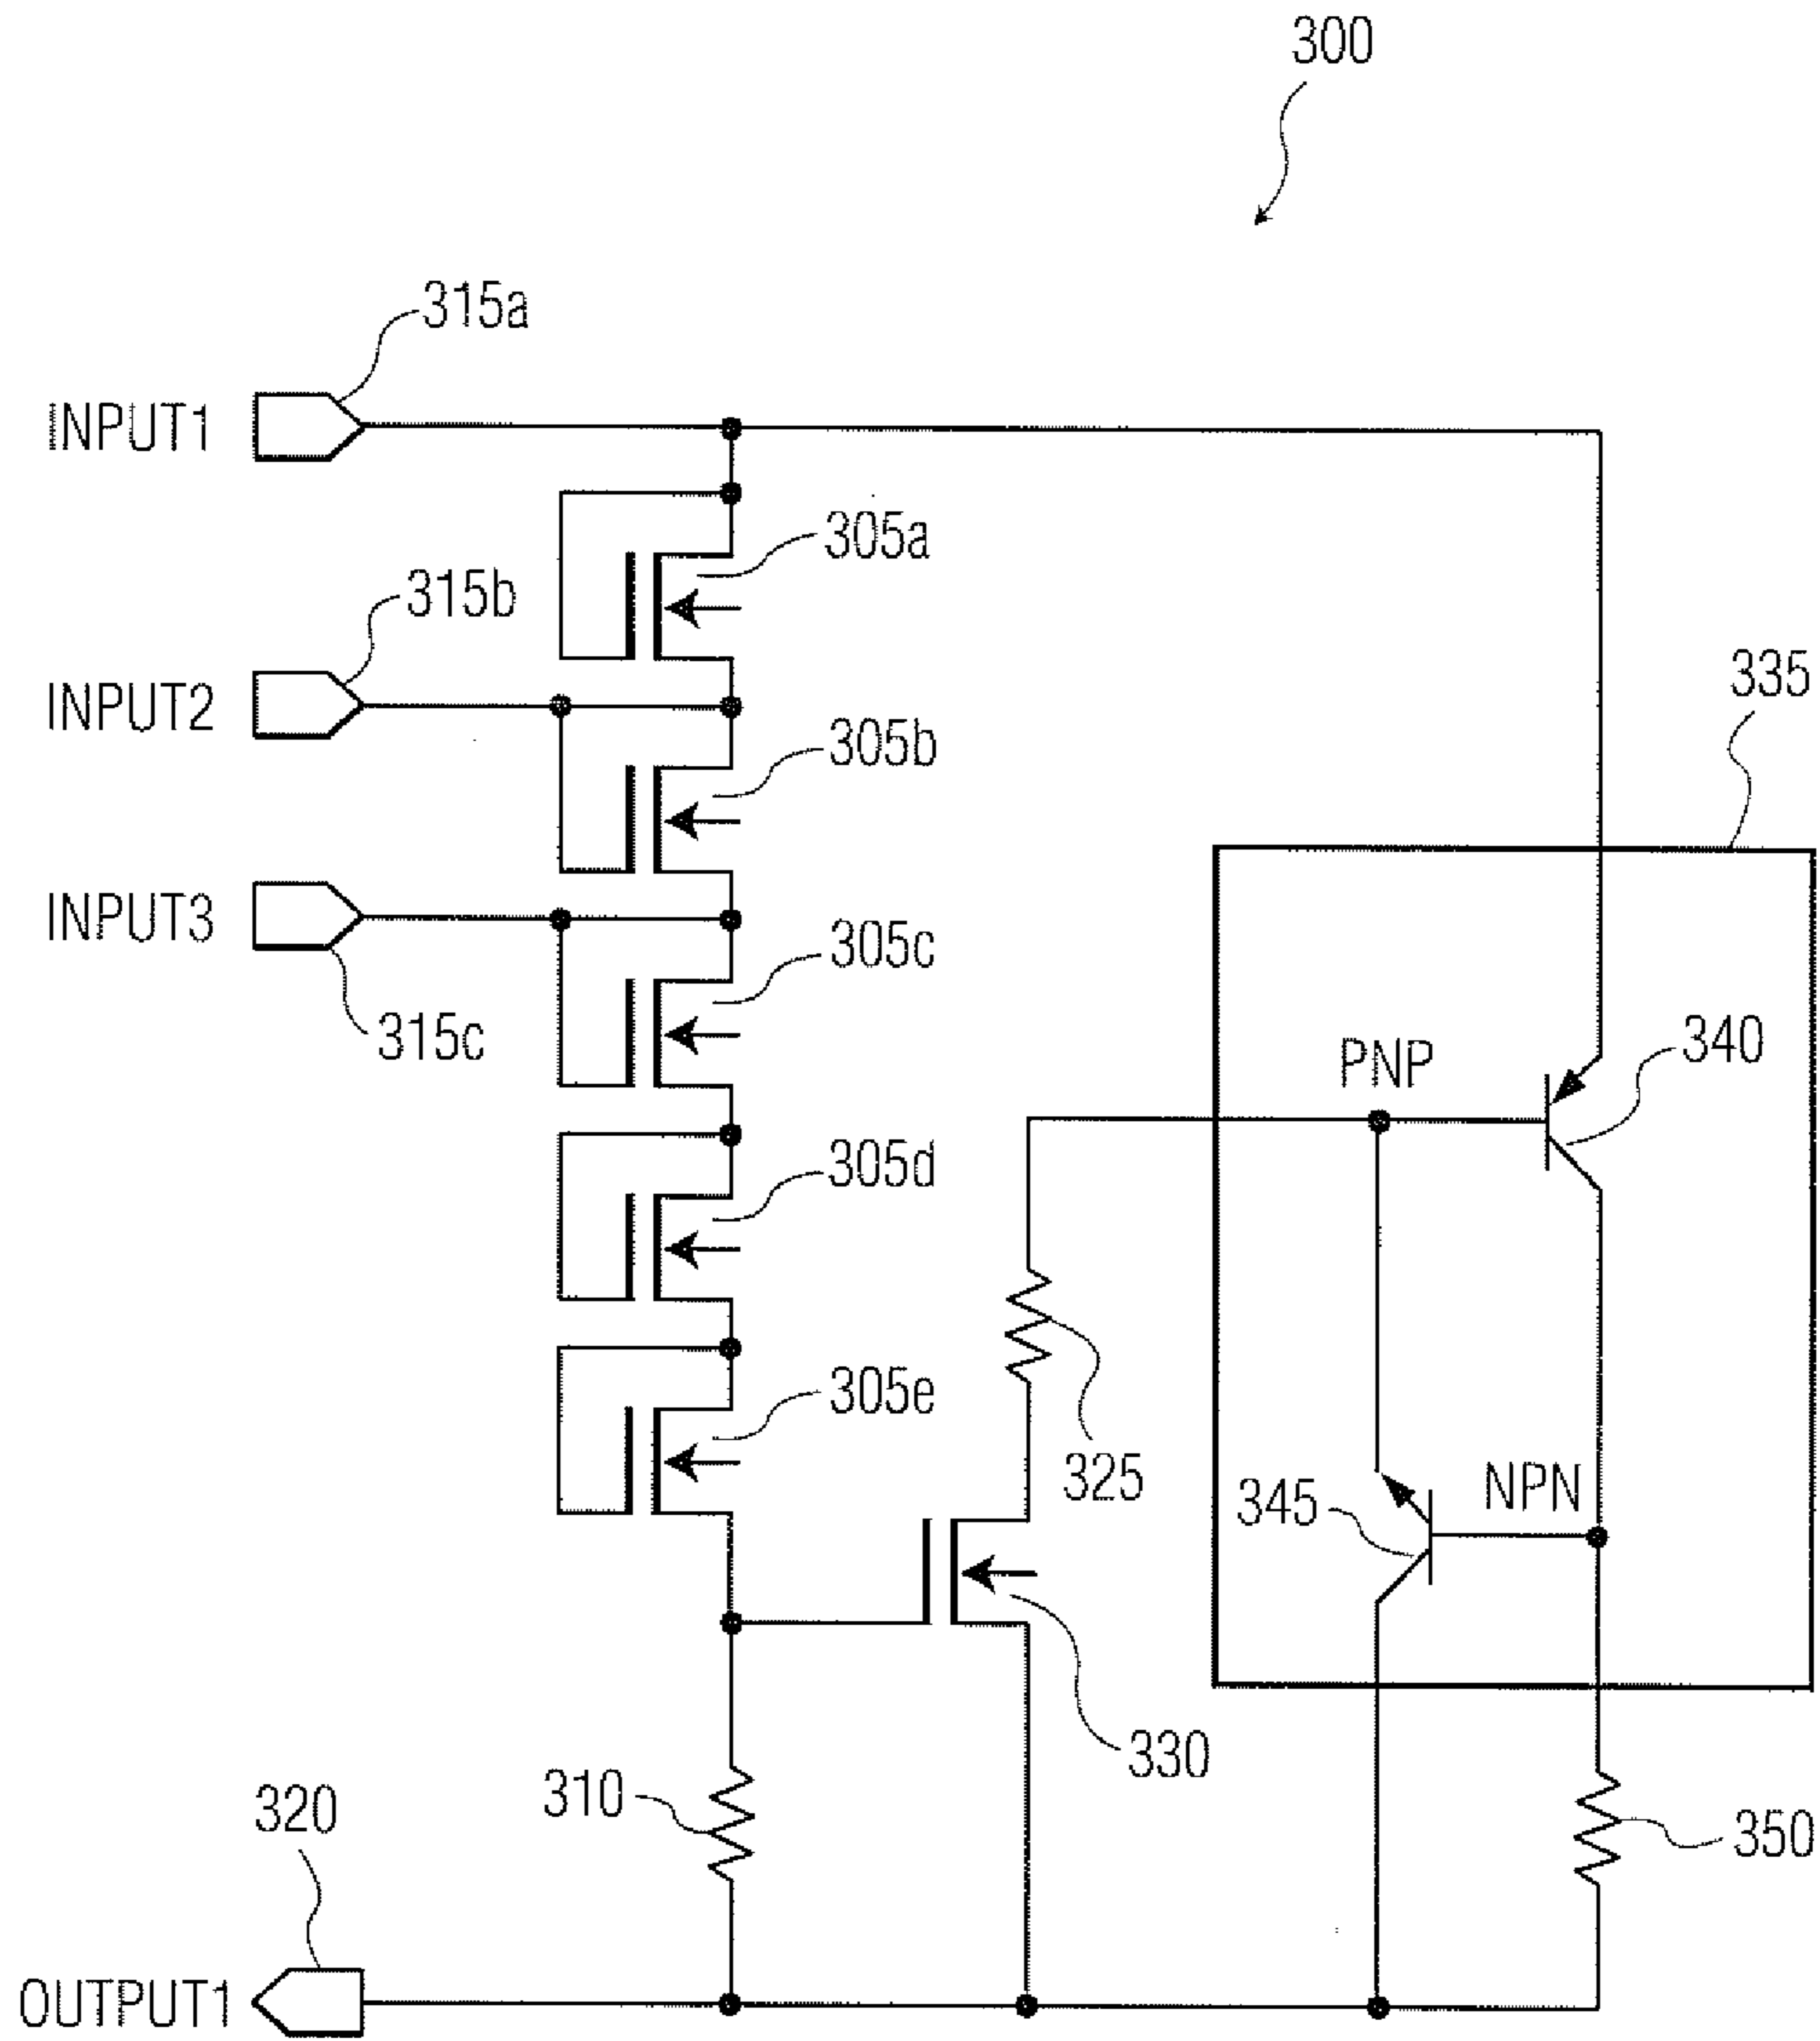 300
315a
INPUT1
305a
315b
INPUT2
335
305b
INPUT3
305c
315c
PNP
340
305d
305e
325
NPN
345
330
310
320
350
OUTPUT1